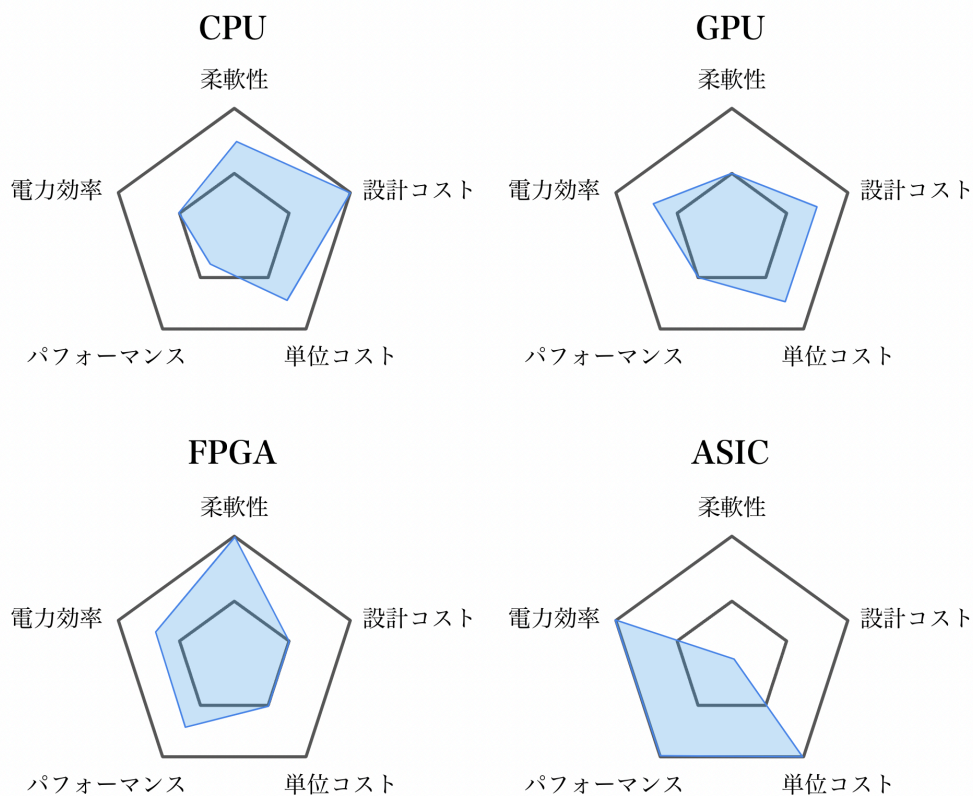 CPU
柔軟性
電力効率
設計コスト
パフォーマンス
単位コスト
GPU
柔軟性
電力効率
設計コスト
パフォーマンス
単位コスト
FPGA
柔軟性
電力効率
設計コスト
パフォーマンス
単位コスト
ASIC
柔軟性
電力効率
設計コスト
パフォーマンス
単位コスト